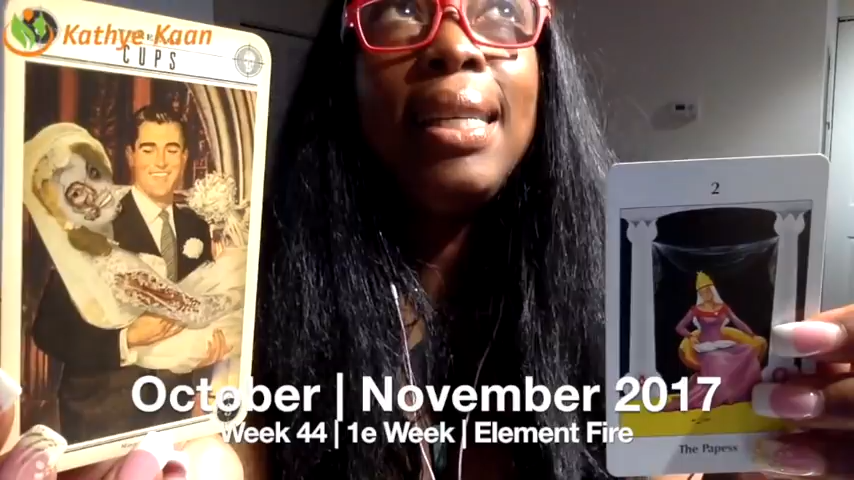 Kathye Kaan
CUPS
2
October | November 2017
Week 44 | 1e Week | Element Fire
The Papess